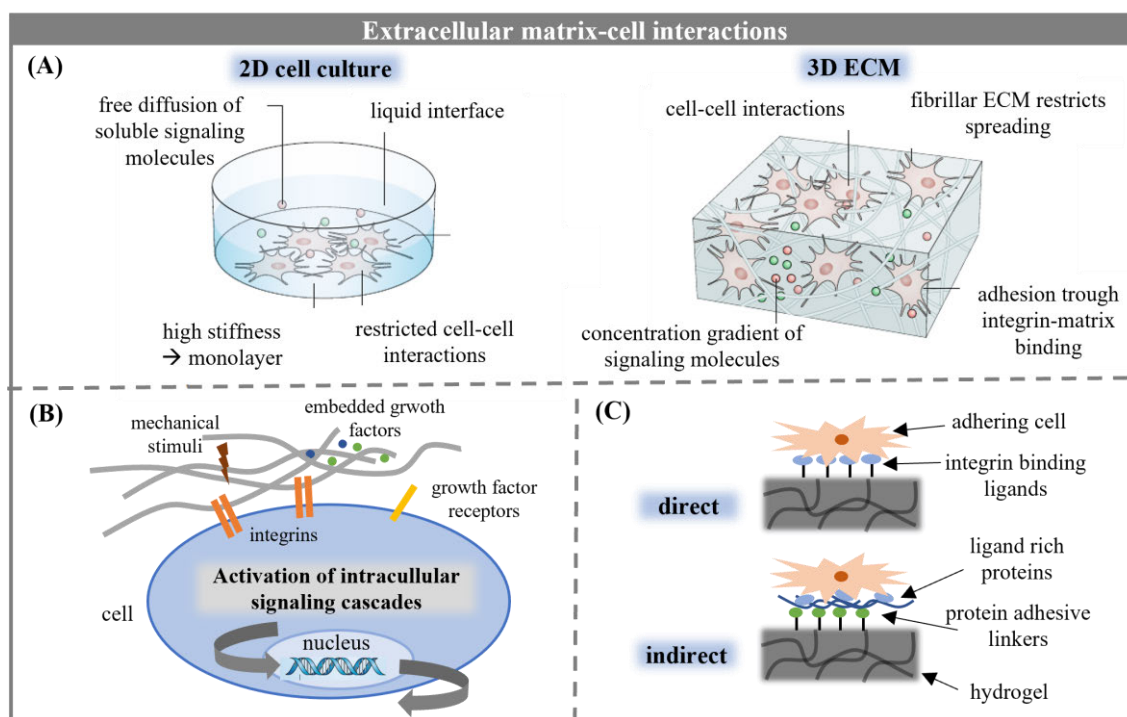 Extracellular matrix-cell interactions
(A)
2D cell culture
free diffusion of
soluble signaling
molecules
liquid interface
high stiffness
→ monolayer
restricted cell-cell
interactions
3D ECM
cell-cell interactions
fibrillar ECM restricts
spreading
concentration gradient of
signaling molecules
adhesion trough
integrin-matrix
binding
(B)
mechanical
stimuli
embedded grwoth
factors
growth factor
receptors
integrins
Activation of intracullular
signaling cascades
cell
nucleus
(C)
adhering cell
integrin binding
ligands
direct
ligand rich
proteins
protein adhesive
linkers
indirect
hydrogel